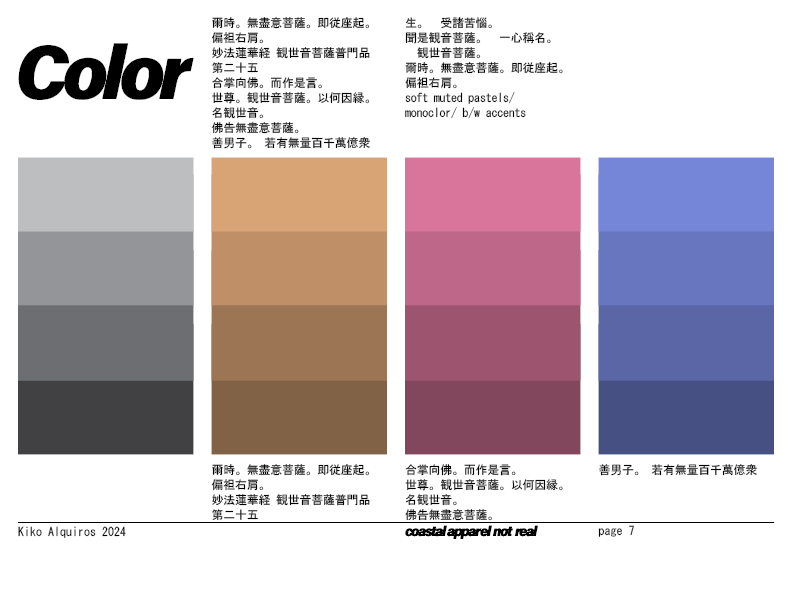 Color
爾時。無盡意菩薩。即従座起。
偏袒右肩。
妙法蓮華経 観世音菩薩普門品
第二十五
合掌向佛。而作是言。
世尊。観世音菩薩。以何因縁。
名観世音。
佛告無盡意菩薩。
善男子。 若有無量百千萬億衆
生。 受諸苦惱。
聞是観音菩薩。 一心稱名。
観世音菩薩。
爾時。無盡意菩薩。即従座起。
偏袒右肩。
soft muted pastels/
monoclor/ b/w accents
爾時。無盡意菩薩。即従座起。
偏袒右肩。
妙法蓮華経 観世音菩薩普門品
第二十五
合掌向佛。而作是言。
世尊。観世音菩薩。以何因縁。
名観世音。
佛告無盡意菩薩。
善男子。 若有無量百千萬億衆
Kiko Alquiros 2024
coastal apparel not real
page 7